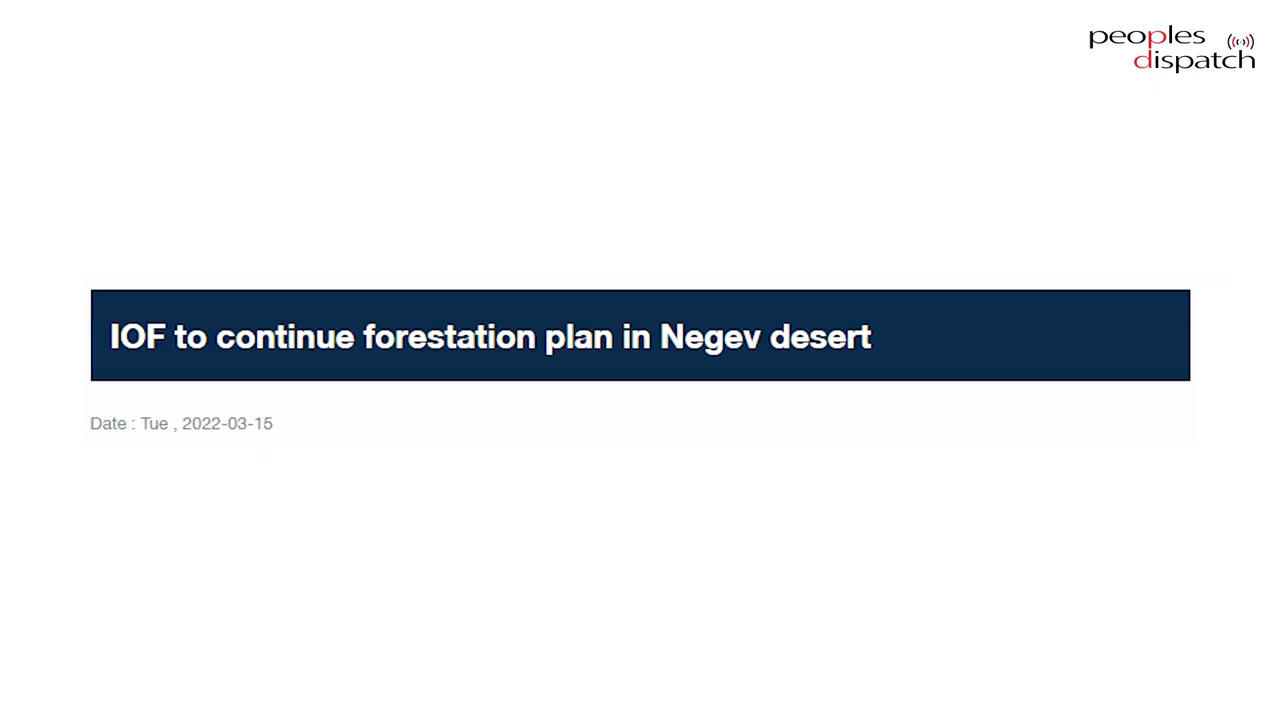 peoples
dispatch
IOF to continue forestation plan in Negev desert
Date : Tue , 2022-03-15